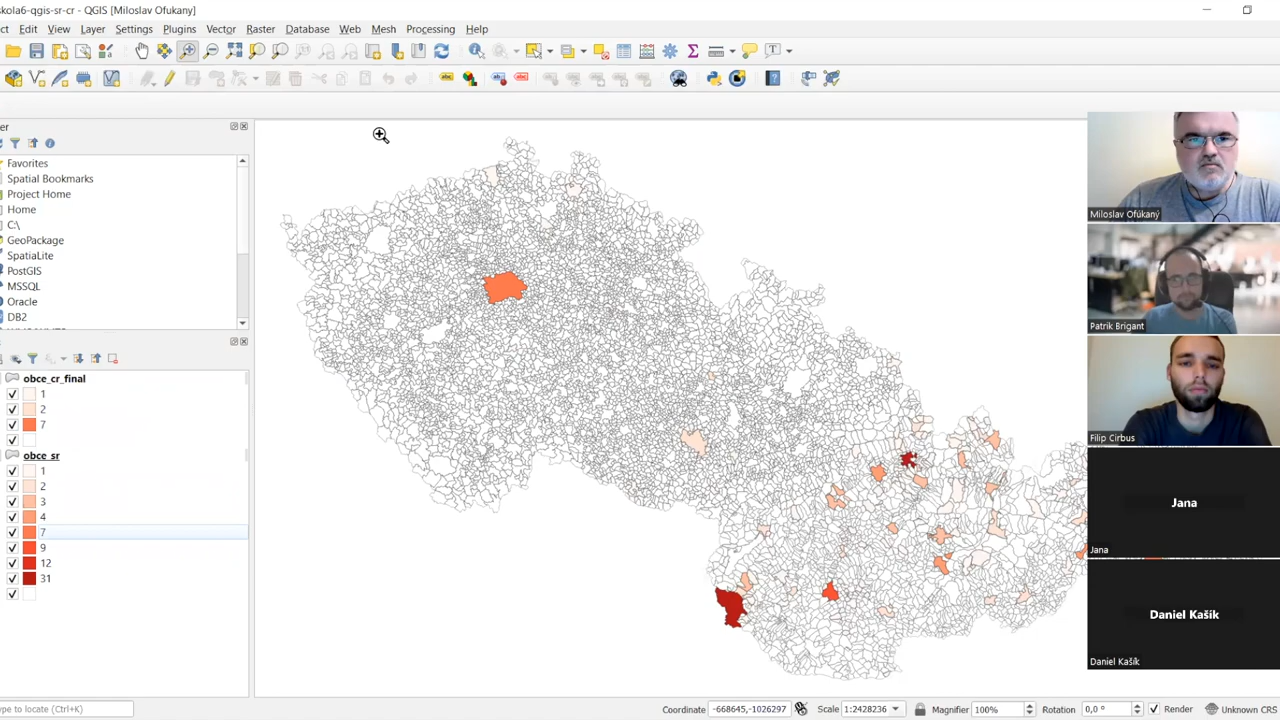 skola6-qgis-sr-cr - QGIS [Miloslav Ofukany]
ct Edit View Layer Settings Plugins Vector Raster Database Web Mesh Processing Help
er
Favorites
Spatial Bookmarks
Project Home
Home
C:\
GeoPackage
SpatiaLite
PostGIS
MSSQL
Oracle
DB2
obce_cr_final
1
2
7
obce_sr
1
2
3
4
7
9
12
31
Miloslav Ofúkaný
Patrik Brigant
Filip Cirbus
Jana
Jana
Daniel Kašík
Daniel Kašík
ype to locate (Ctrl+K)
Coordinate -668645,-1026297 Scale 1:2428236 Magnifier 100% Rotation 0,0 ° Render Unknown CRS